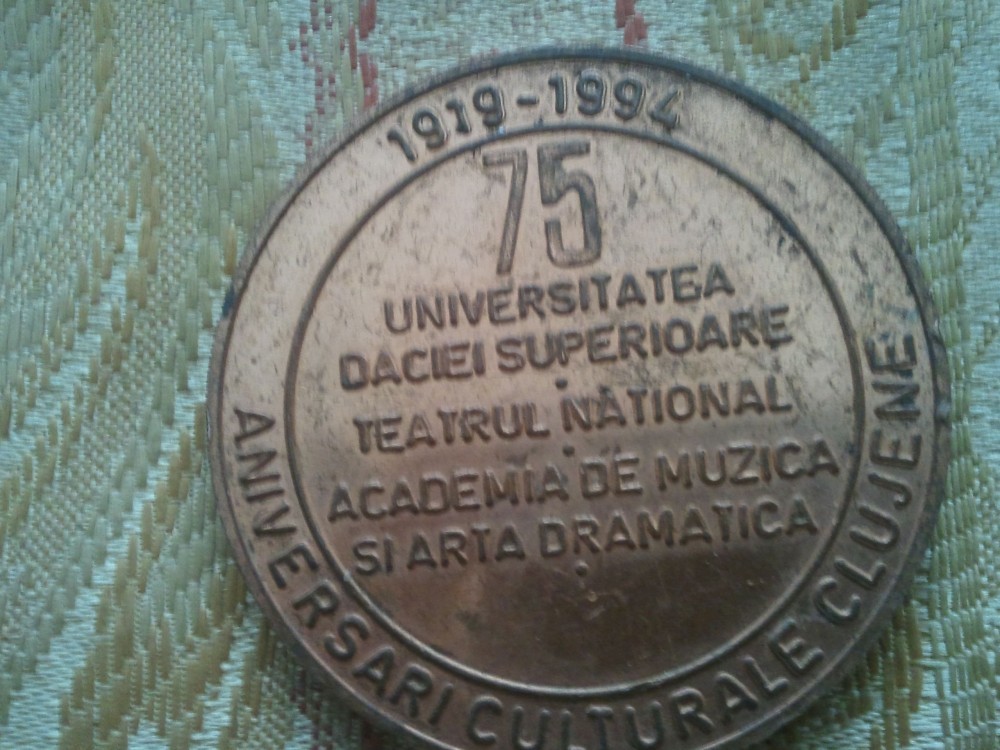 1919-1994
75
UNIVERSITATEA
DACIEI SUPERIOARE
TEATRUL NATIONAL
ACADEMIA DE MUZICA
SI ARTA DRAMATICA
ANIVERSARI CULTURALE CLUJENE